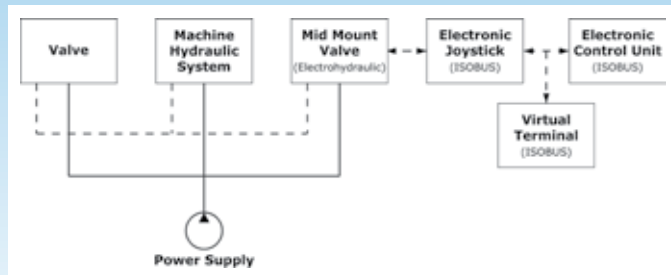 Valve
Machine
Hydraulic
System
Mid Mount
Valve
(Electrohydraulic)
Electronic
Joystick
(ISOBUS)
Electronic
Control Unit
(ISOBUS)
Virtual
Terminal
(ISOBUS)
Power Supply